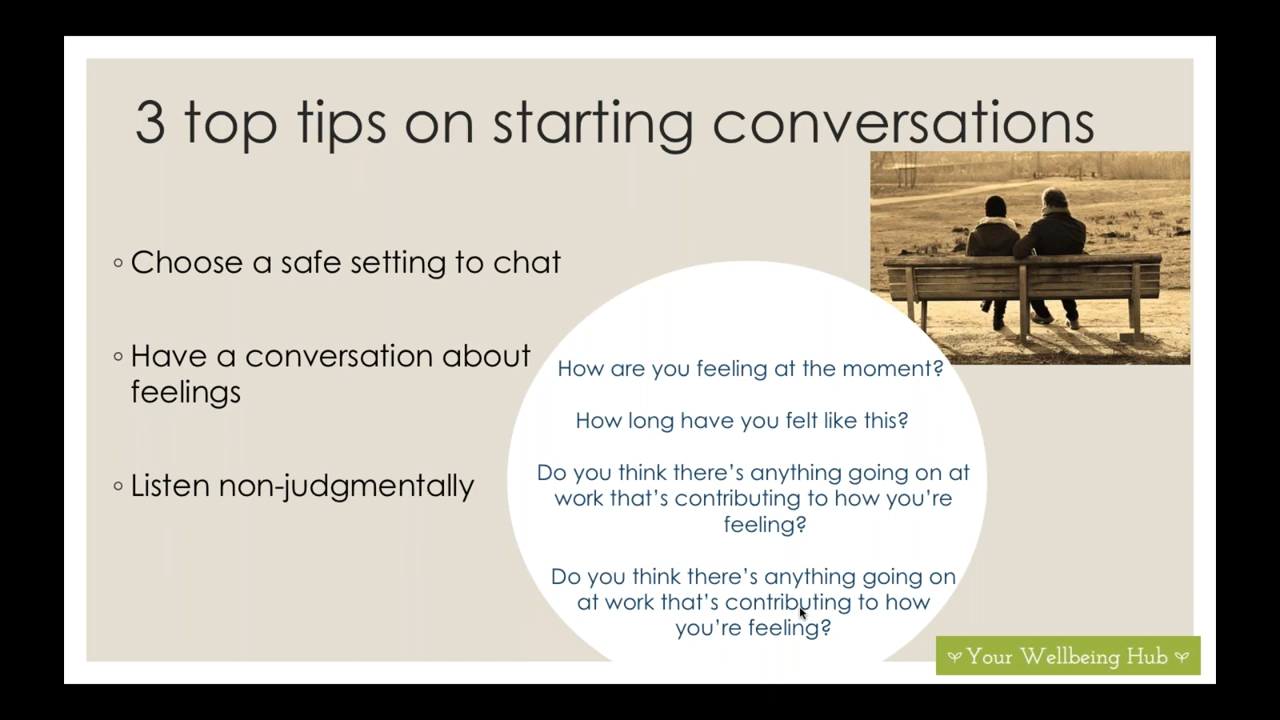 3 top tips on starting conversations
◦ Choose a safe setting to chat
◦ Have a conversation about
feelings
◦ Listen non-judgmentally
How are you feeling at the moment?
How long have you felt like this?
Do you think there's anything going on at
work that's contributing to how you're
feeling?
Do you think there's anything going on
at work that's contributing to how
you're feeling?
Your Wellbeing Hub